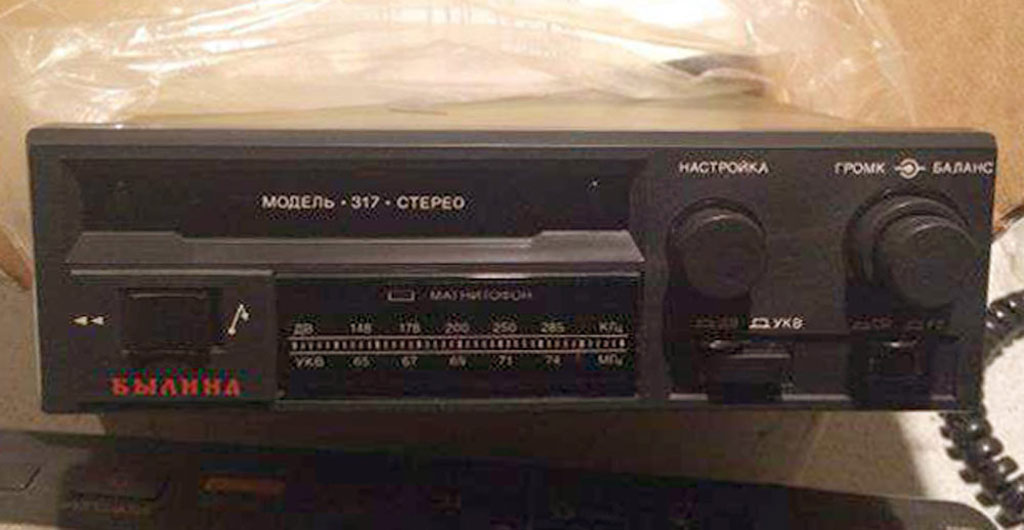 НАСТРОЙКА
ГРОМК БАЛАНС
МОДЕЛЬ · 317 · СТЕРЕО
МАГНИТОФОН
ДВ 148 178 200 250 285 КГц
УКВ 65 67 69 71 74 МГц
УКВ
БЫЛИНА